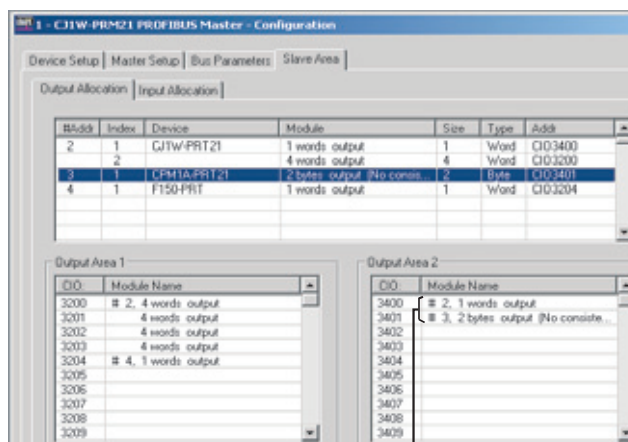 1 - CJ1W-PRM21 PROFIBUS Master - Configuration
Device Setup Master Setup Bus Parameters Slave Area
Output Allocation Input Allocation
#Addr Index Device Module Size Type Addr
2 1 CJ1W-PRT21 1 words output 1 Word CIO3400
2 4 words output 4 Word CIO3200
3 1 CPM1A-PRT21 2 bytes output (No consis... 2 Byte CIO3401
4 1 F150-PRT 1 words output 1 Word CIO3204
Output Area 1 Output Area 2
CIO: Module Name CIO: Module Name
3200 # 2, 4 words output 3400 # 2, 1 words output
3201 4 words output 3401 # 3, 2 bytes output (No consiste...
3202 4 words output 3402
3203 4 words output 3403
3204 # 4, 1 words output 3404
3205 3405
3206 3406
3207 3407
3208 3408
3209 3409